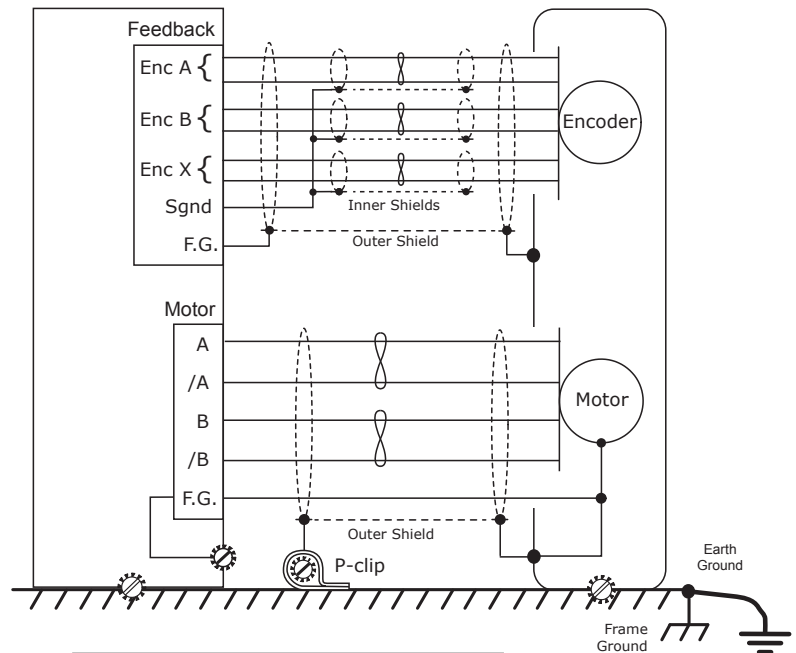 Feedback
Enc A {
Enc B {
Enc X {
Sgnd
F.G.
Inner Shields
Outer Shield
Encoder
Motor
A
/A
B
/B
F.G.
Motor
Outer Shield
P-clip
Earth
Ground
Frame
Ground